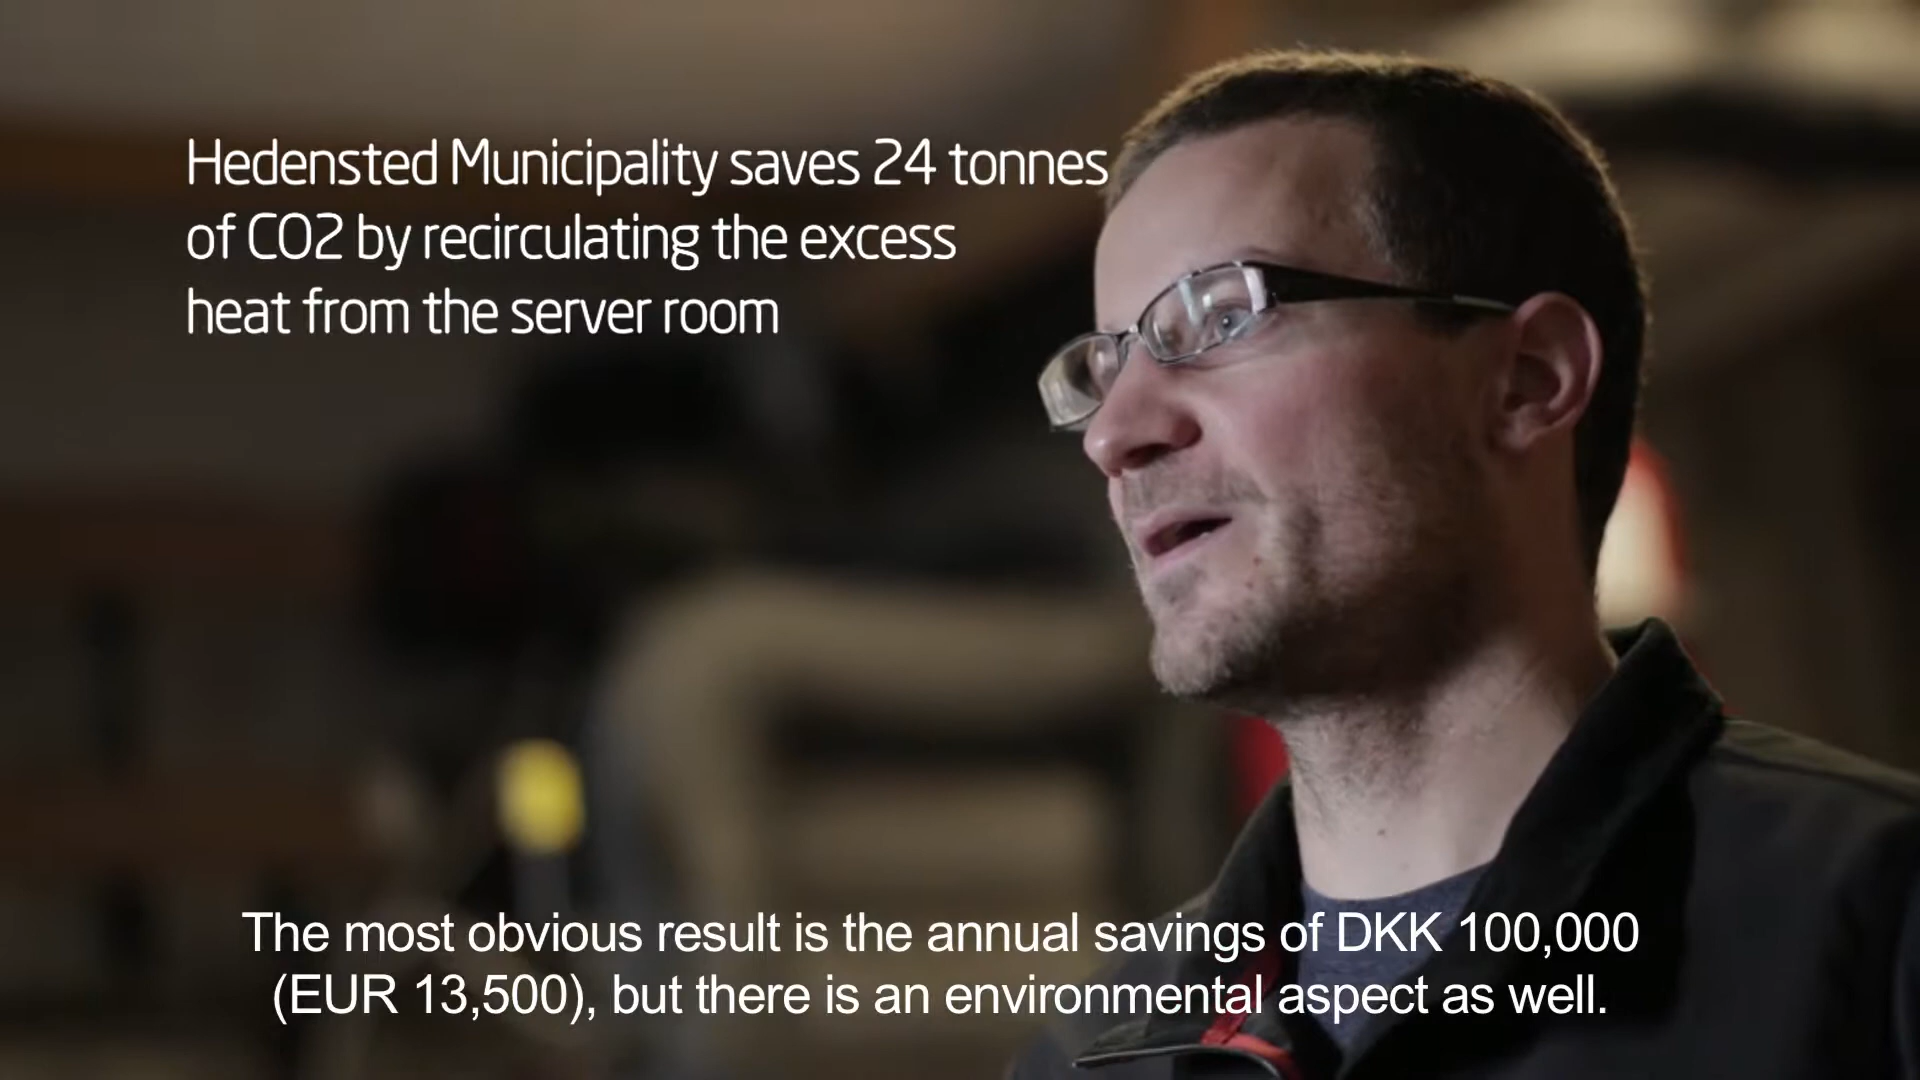 Hedensted Municipality saves 24 tonnes
of CO2 by recirculating the excess
heat from the server room
The most obvious result is the annual savings of DKK 100,000
(EUR 13,500), but there is an environmental aspect as well.